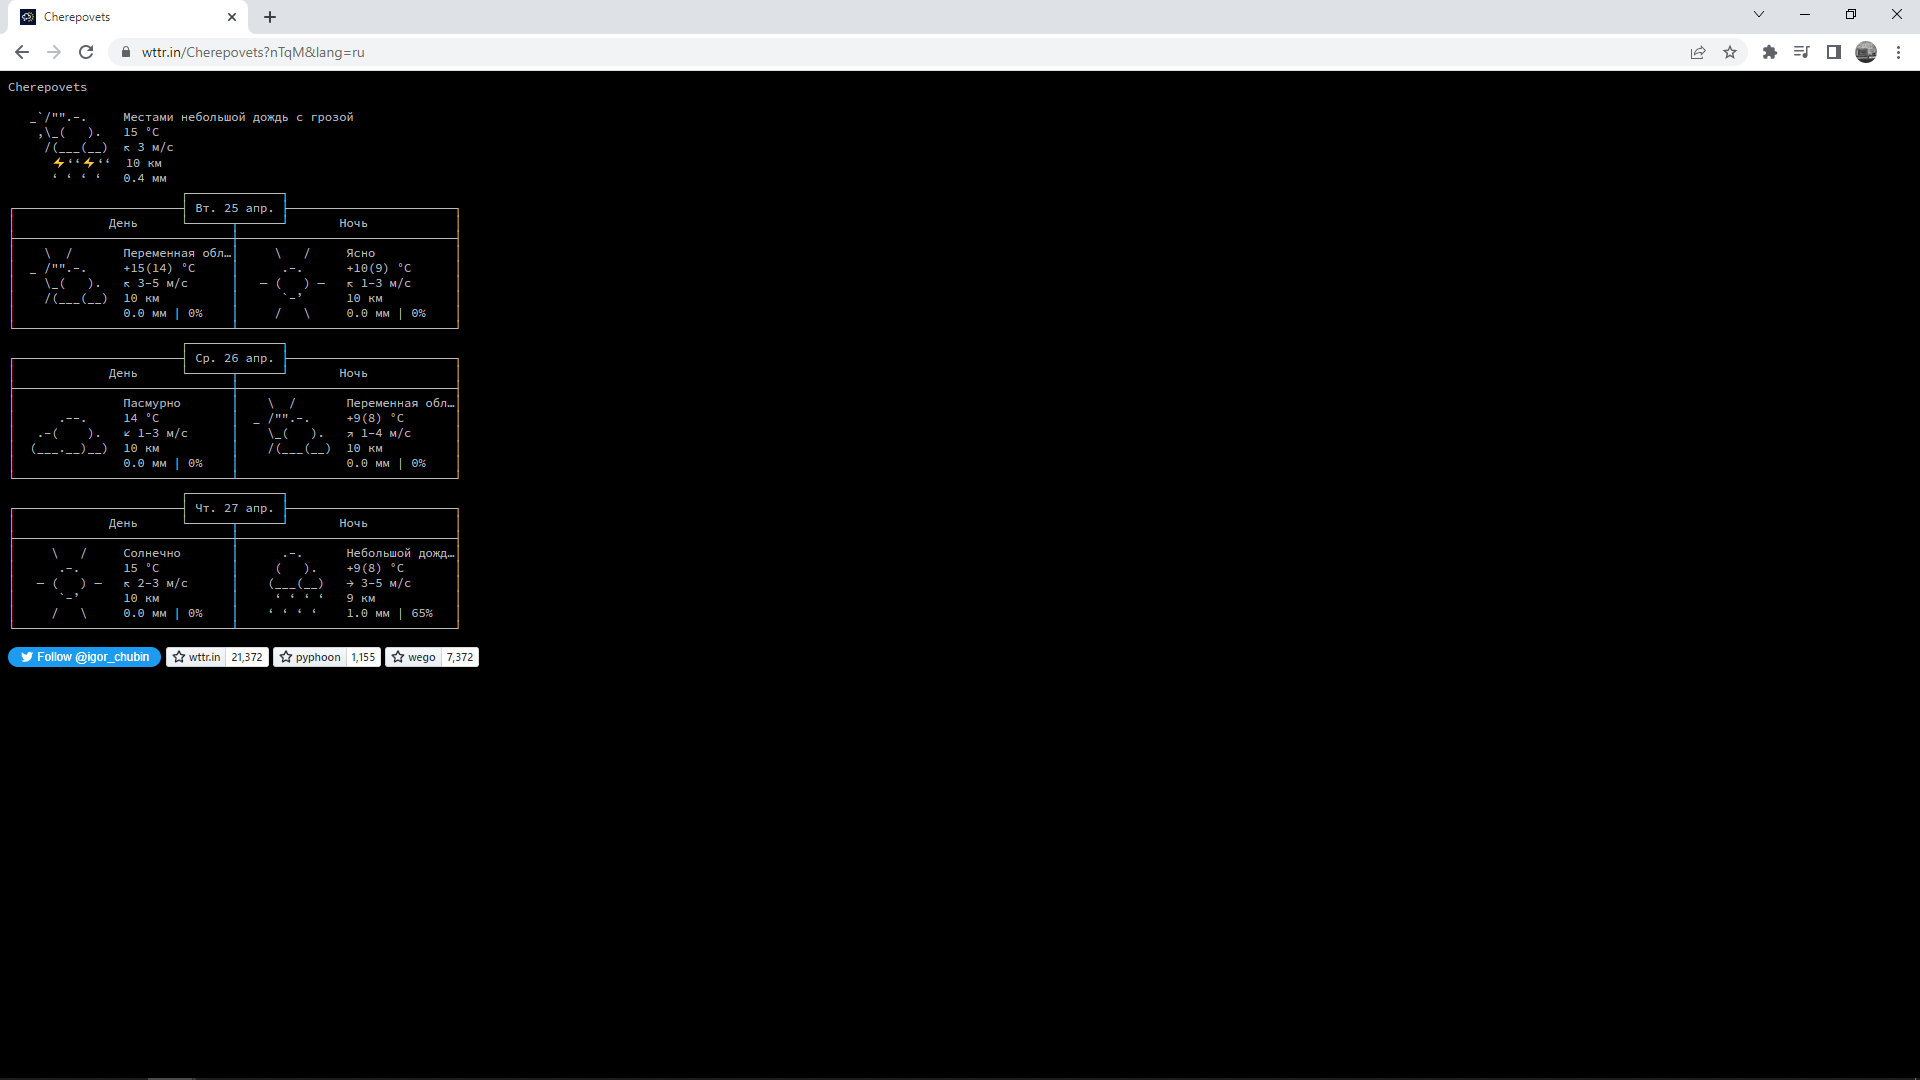 Cherepovets
wttr.in/Cherepovets?nTqM&lang=ru
Cherepovets
Местами небольшой дождь с грозой
15 °C
↖ 3 м/с
10 км
0.4 мм
Вт. 25 апр.
День Ночь
Переменная обл… Ясно
+15(14) °C +10(9) °C
↖ 3-5 м/с ↖ 1-3 м/с
10 км 10 км
0.0 мм | 0% 0.0 мм | 0%
Ср. 26 апр.
День Ночь
Пасмурно Переменная обл…
14 °C +9(8) °C
↙ 1-3 м/с ↗ 1-4 м/с
10 км 10 км
0.0 мм | 0% 0.0 мм | 0%
Чт. 27 апр.
День Ночь
Солнечно Небольшой дожд…
15 °C +9(8) °C
↖ 2-3 м/с → 3-5 м/с
10 км 9 км
0.0 мм | 0% 1.0 мм | 65%
Follow @igor_chubin wttr.in 21,372 pyphoon 1,155 wego 7,372